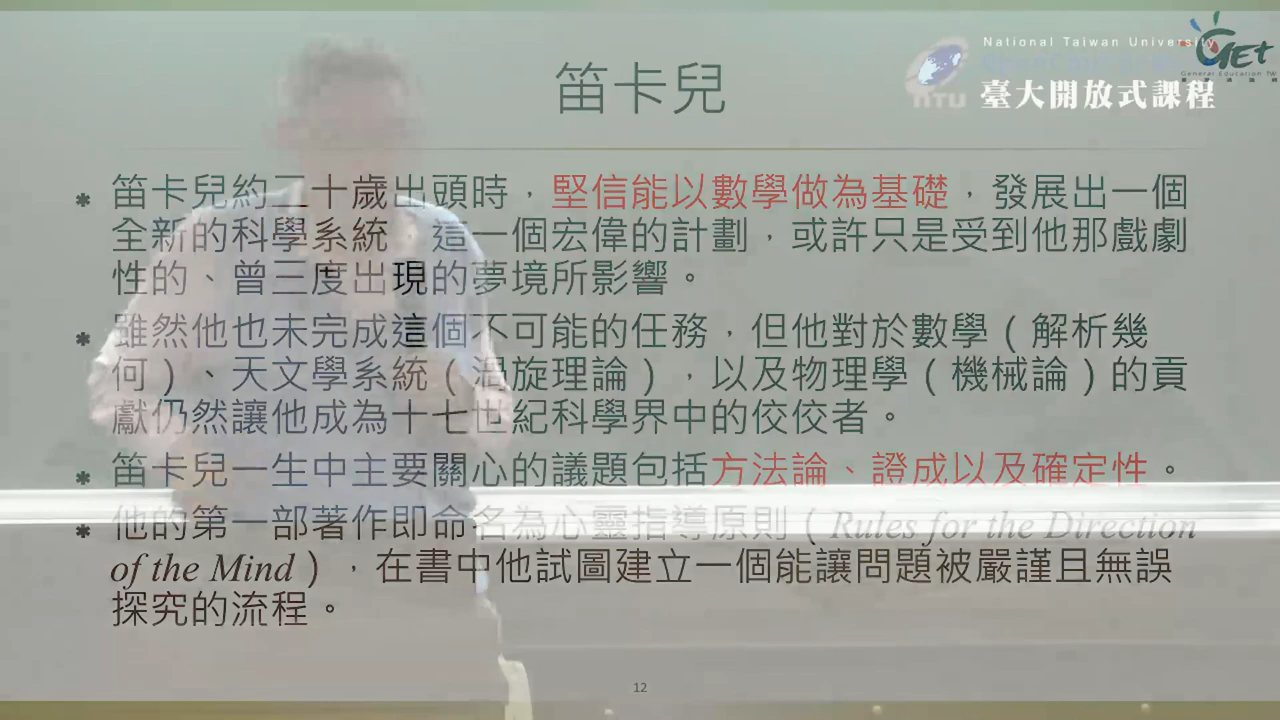 National Taiwan University
GET
General Education TW
NTU
臺大開放式課程
笛卡兒
* 笛卡兒約二十歲出頭時，堅信能以數學做為基礎，發展出一個
全新的科學系統，這一個宏偉的計劃，或許只是受到他那戲劇
性的、曾三度出現的夢境所影響。
* 雖然他也未完成這個不可能的任務，但他對於數學（解析幾
何）、天文學系統（渦旋理論），以及物理學（機械論）的貢
獻仍然讓他成為十七世紀科學界中的佼佼者。
* 笛卡兒一生中主要關心的議題包括方法論、證成以及確定性。
* 他的第一部著作即命名為心靈指導原則（Rules for the Direction
of the Mind），在書中他試圖建立一個能讓問題被嚴謹且無誤
探究的流程。
12